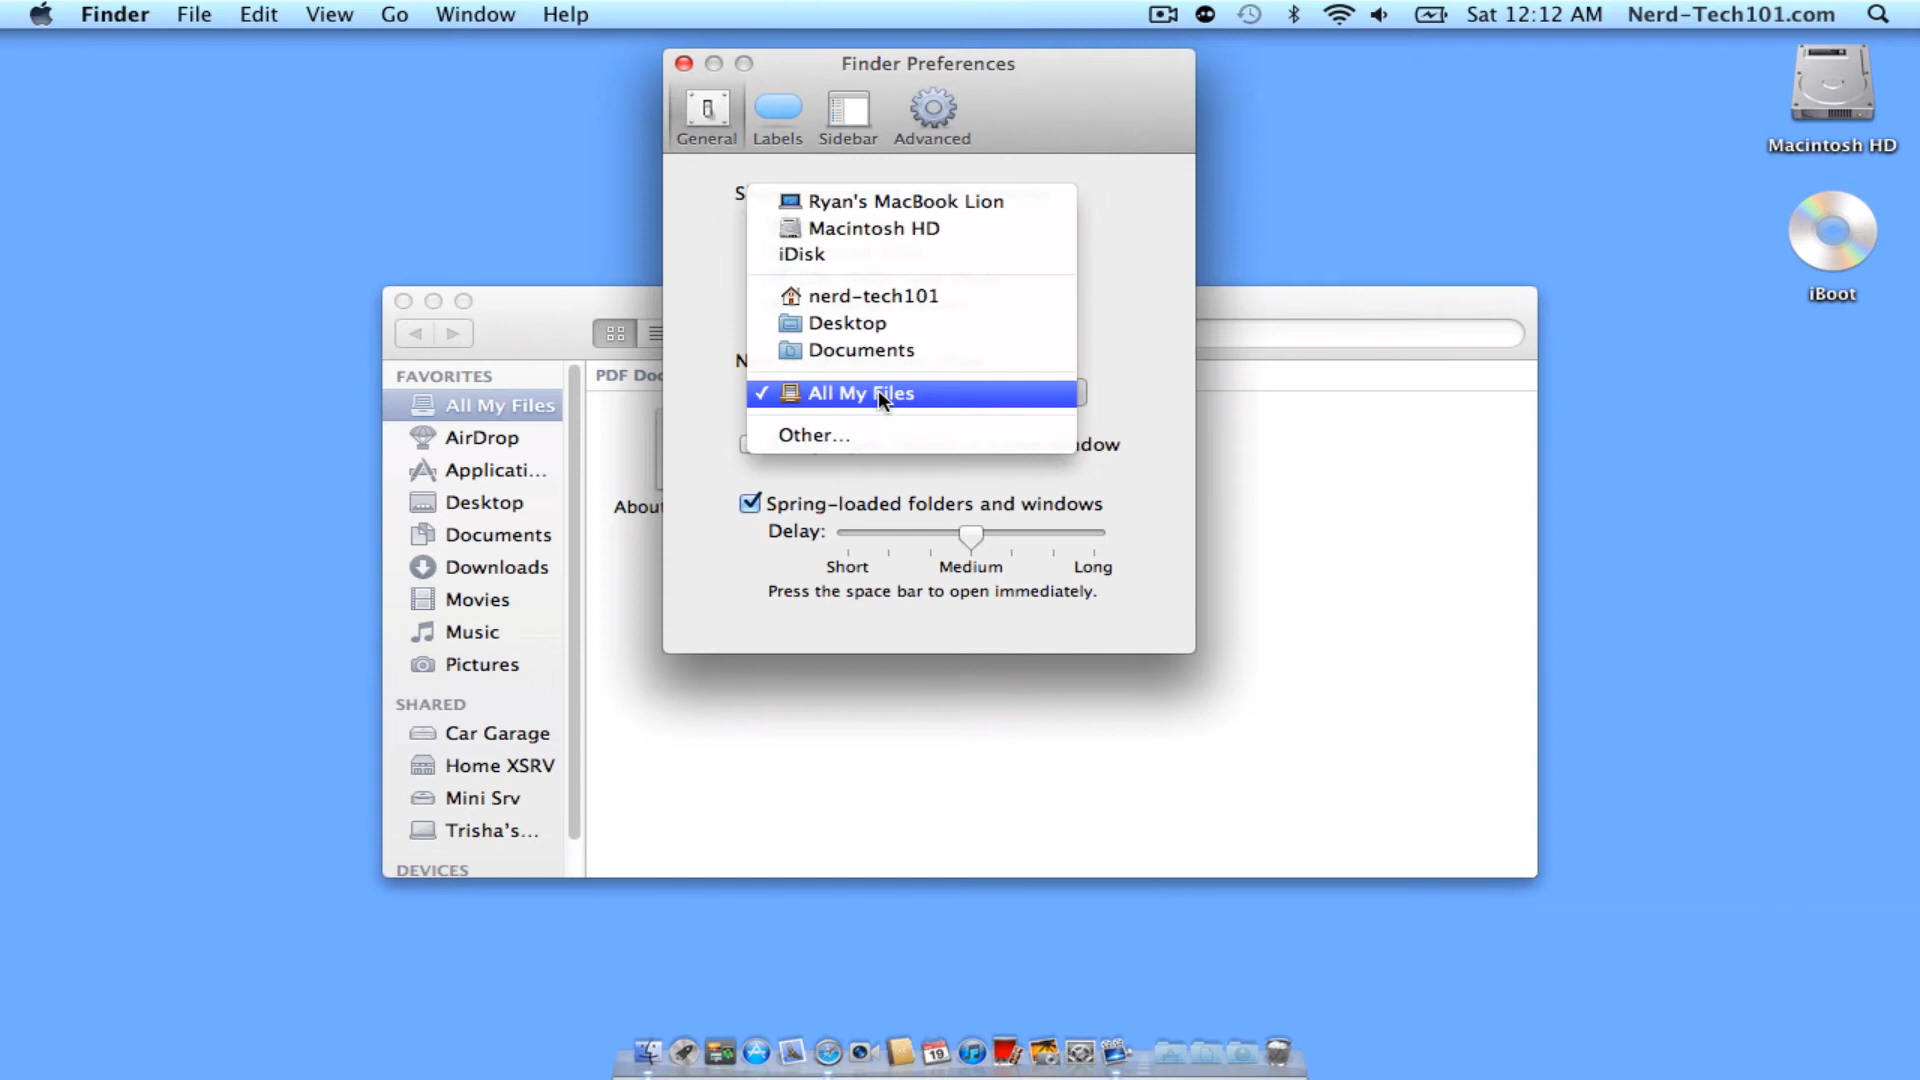 Finder File Edit View Go Window Help Sat 12:12 AM Nerd-Tech101.com
Finder Preferences
General Labels Sidebar Advanced
Macintosh HD
iBoot
S
Ryan's MacBook Lion
Macintosh HD
iDisk
nerd-tech101
Desktop
Documents
N
All My Files
Other...
dow
Spring-loaded folders and windows
Delay:
Short Medium Long
Press the space bar to open immediately.
FAVORITES
All My Files
AirDrop
Applicati...
Desktop
Documents
Downloads
Movies
Music
Pictures
SHARED
Car Garage
Home XSRV
Mini Srv
Trisha's...
DEVICES
PDF Doc
About
19